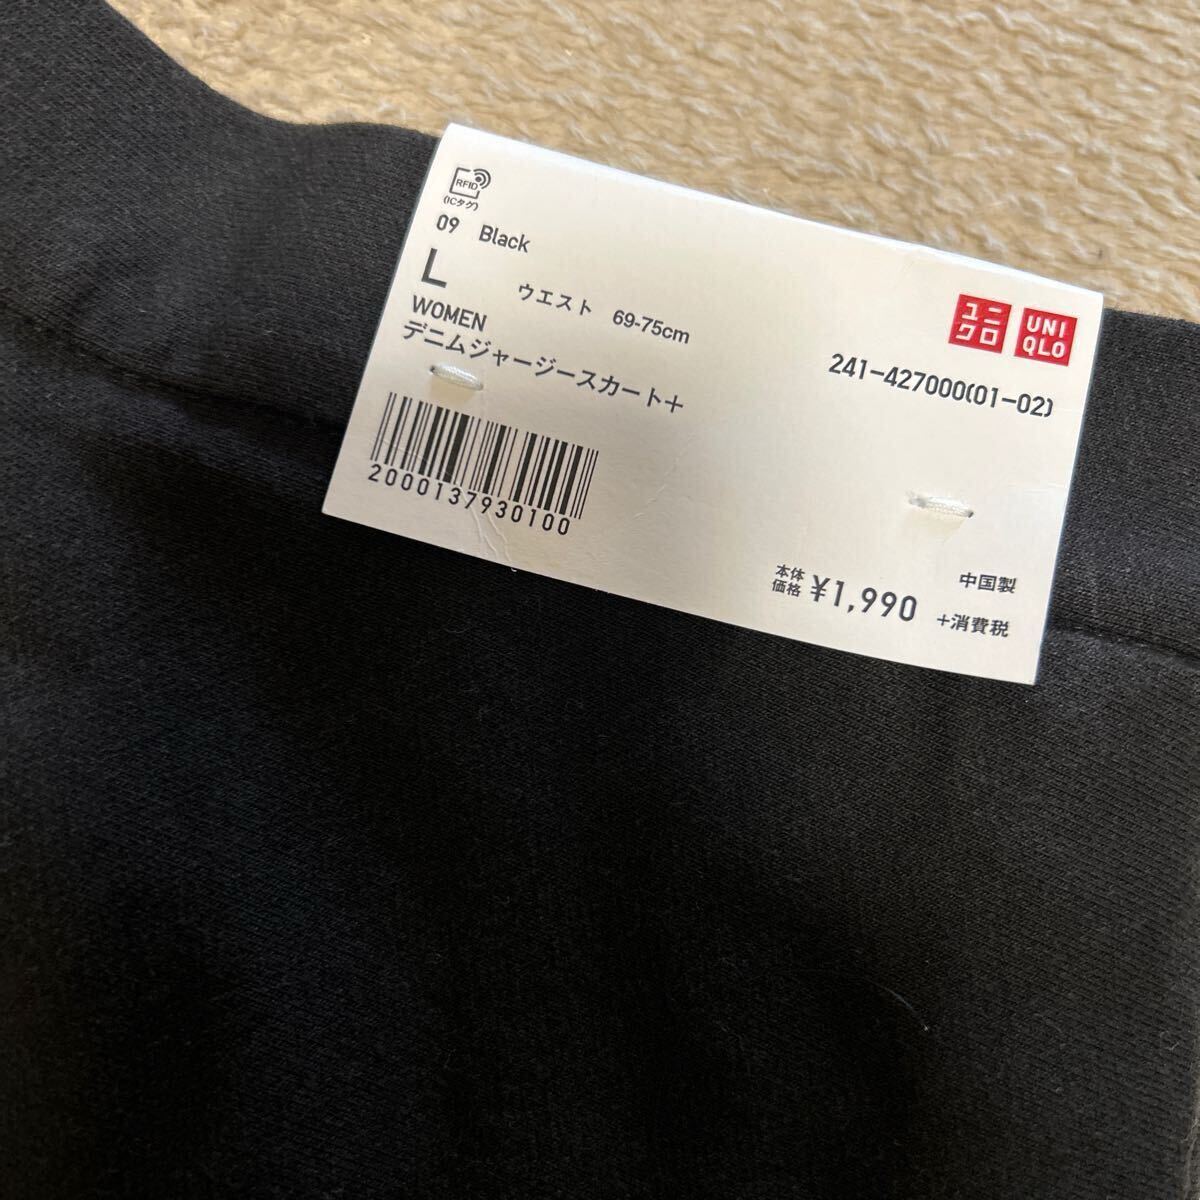 RFID
(ICタグ)
09 Black
L
ウエスト 69-75cm
WOMEN
デニムジャージースカート+
2000137930100
ユニクロ
UNIQLO
241-427000(01-02)
中国製
本体価格 ¥1,990 +消費税